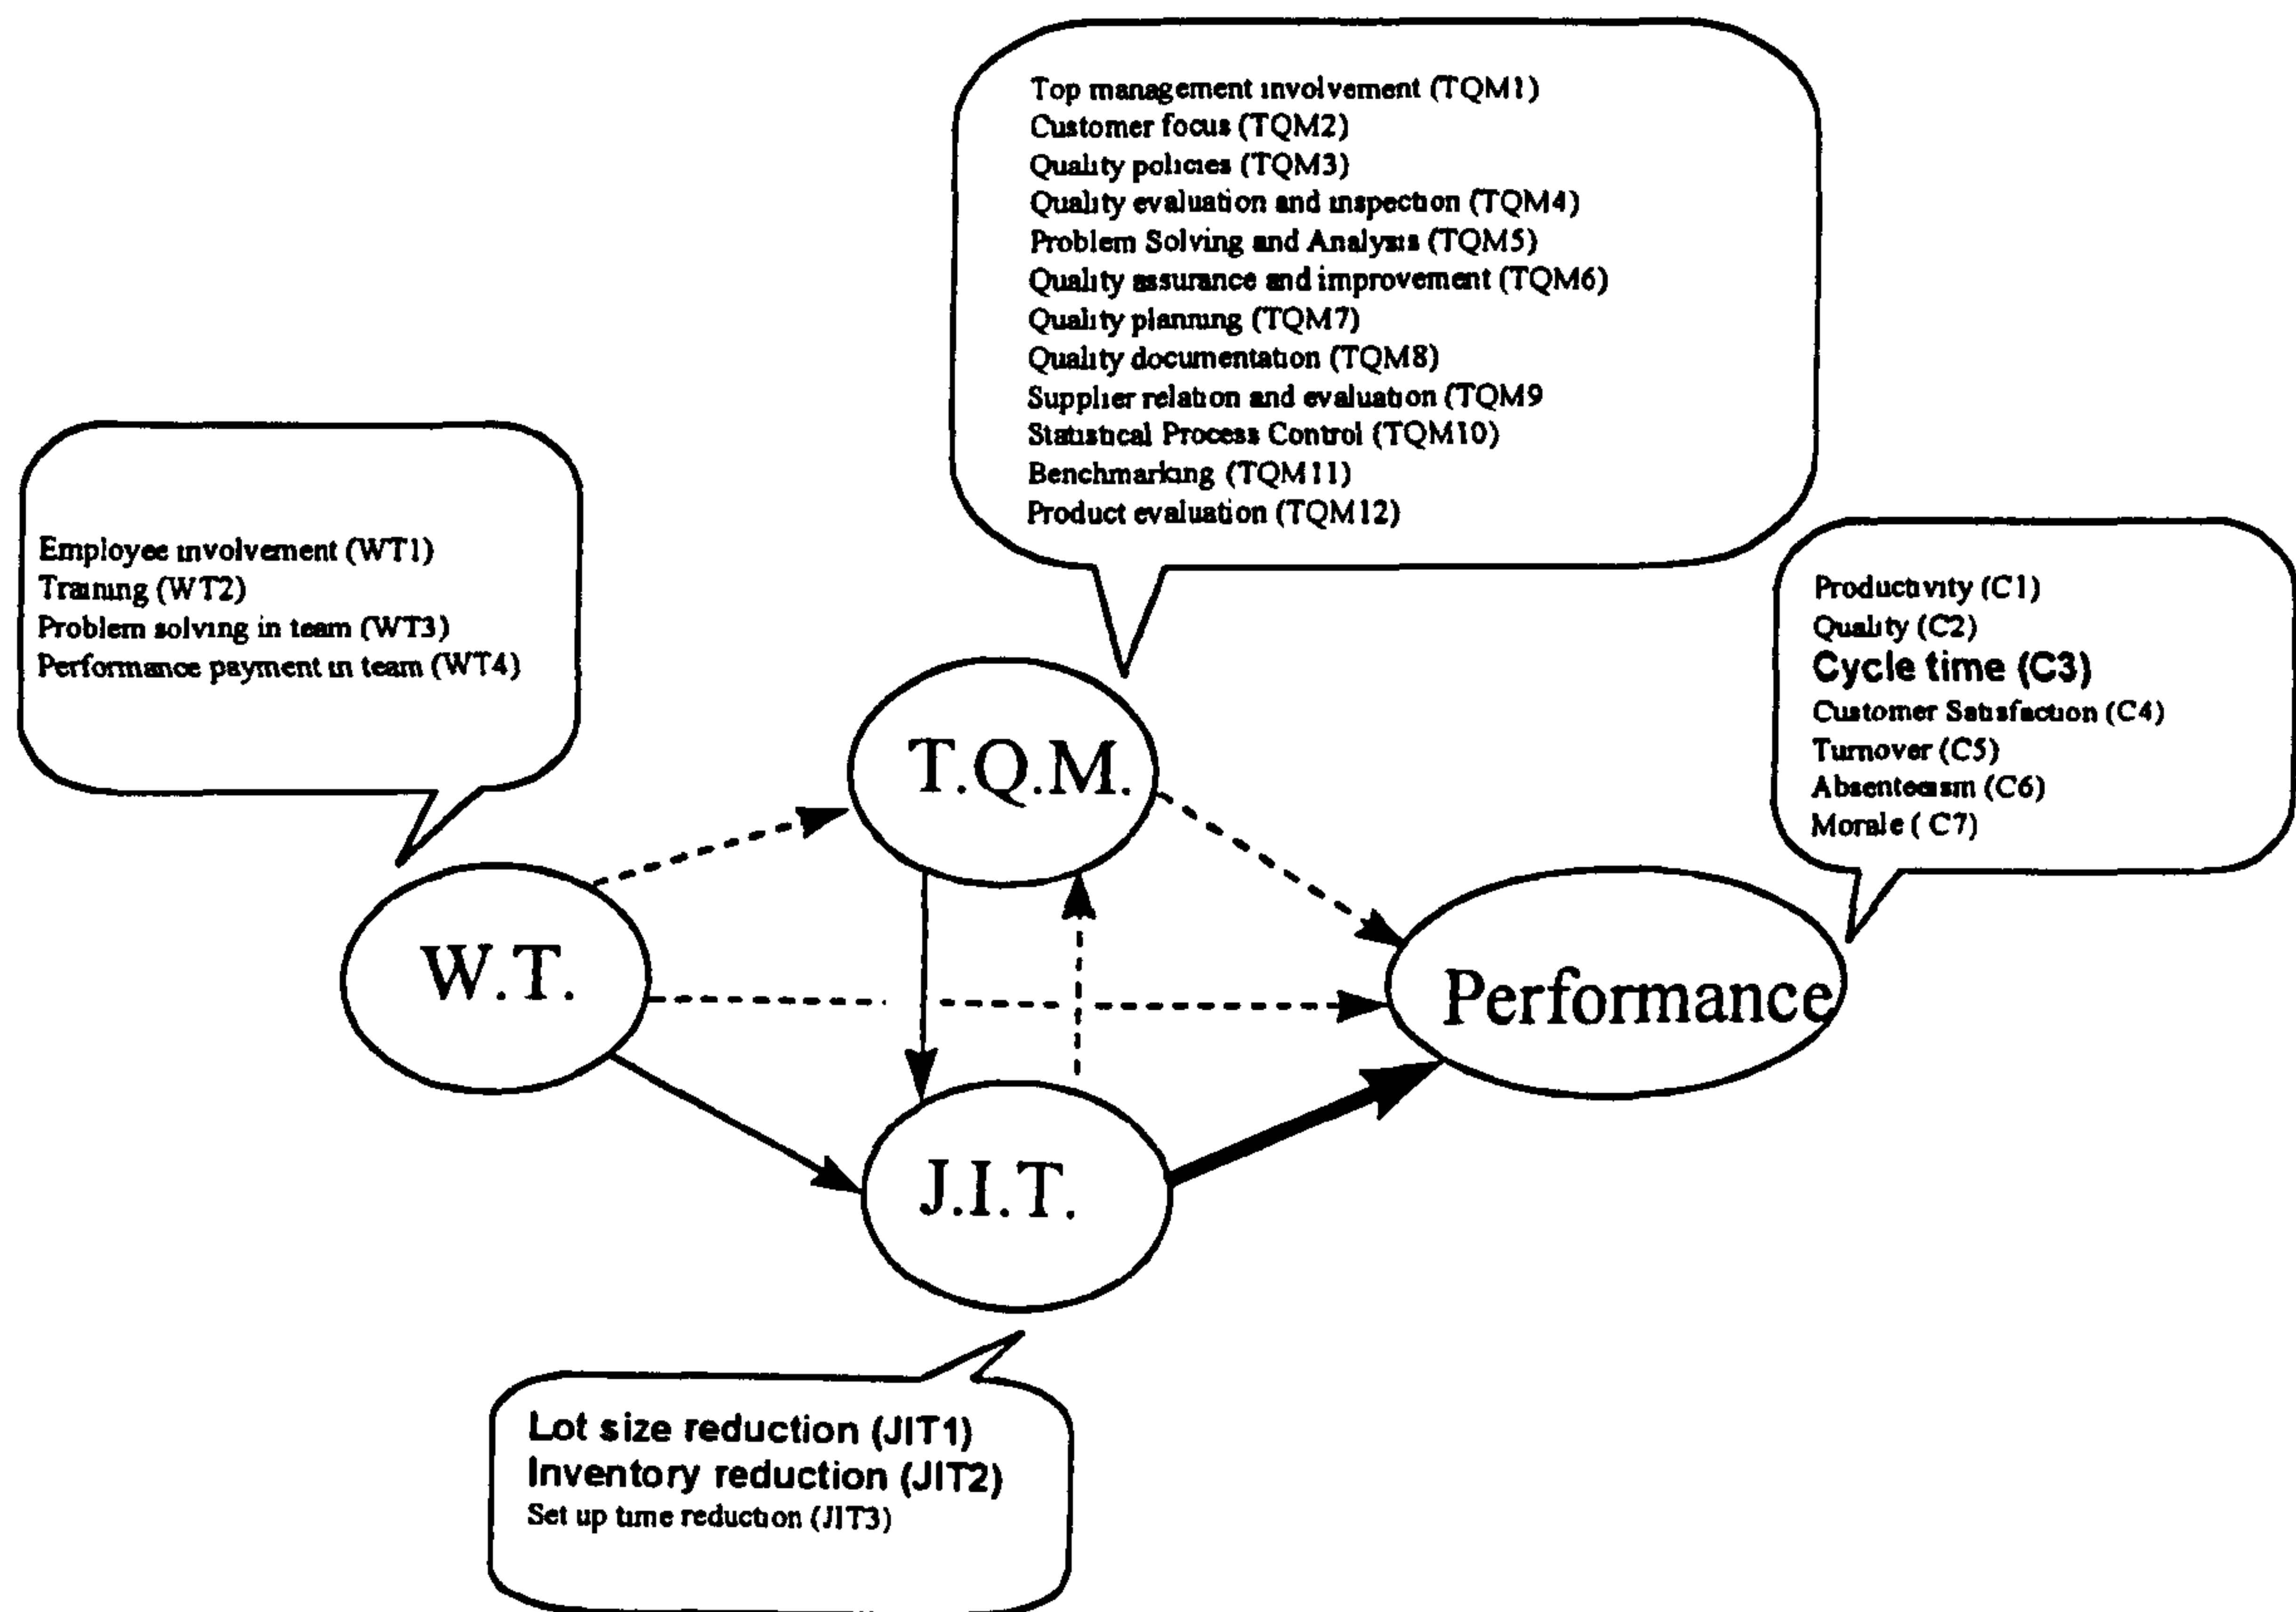 Top management involvement (TQM1)
Customer focus (TQM2)
Quality policies (TQM3)
Quality evaluation and inspection (TQM4)
Problem Solving and Analysis (TQM5)
Quality assurance and improvement (TQM6)
Quality planning (TQM7)
Quality documentation (TQM8)
Supplier relation and evaluation (TQM9
Statistical Process Control (TQM10)
Benchmarking (TQM11)
Product evaluation (TQM12)
Employee involvement (WT1)
Training (WT2)
Problem solving in team (WT3)
Performance payment in team (WT4)
Productivity (C1)
Quality (C2)
Cycle time (C3)
Customer Satisfaction (C4)
Turnover (C5)
Absenteeism (C6)
Morale ( C7)
T.Q.M.
W.T.
Performance
J.I.T.
Lot size reduction (JIT1)
Inventory reduction (JIT2)
Set up time reduction (JIT3)